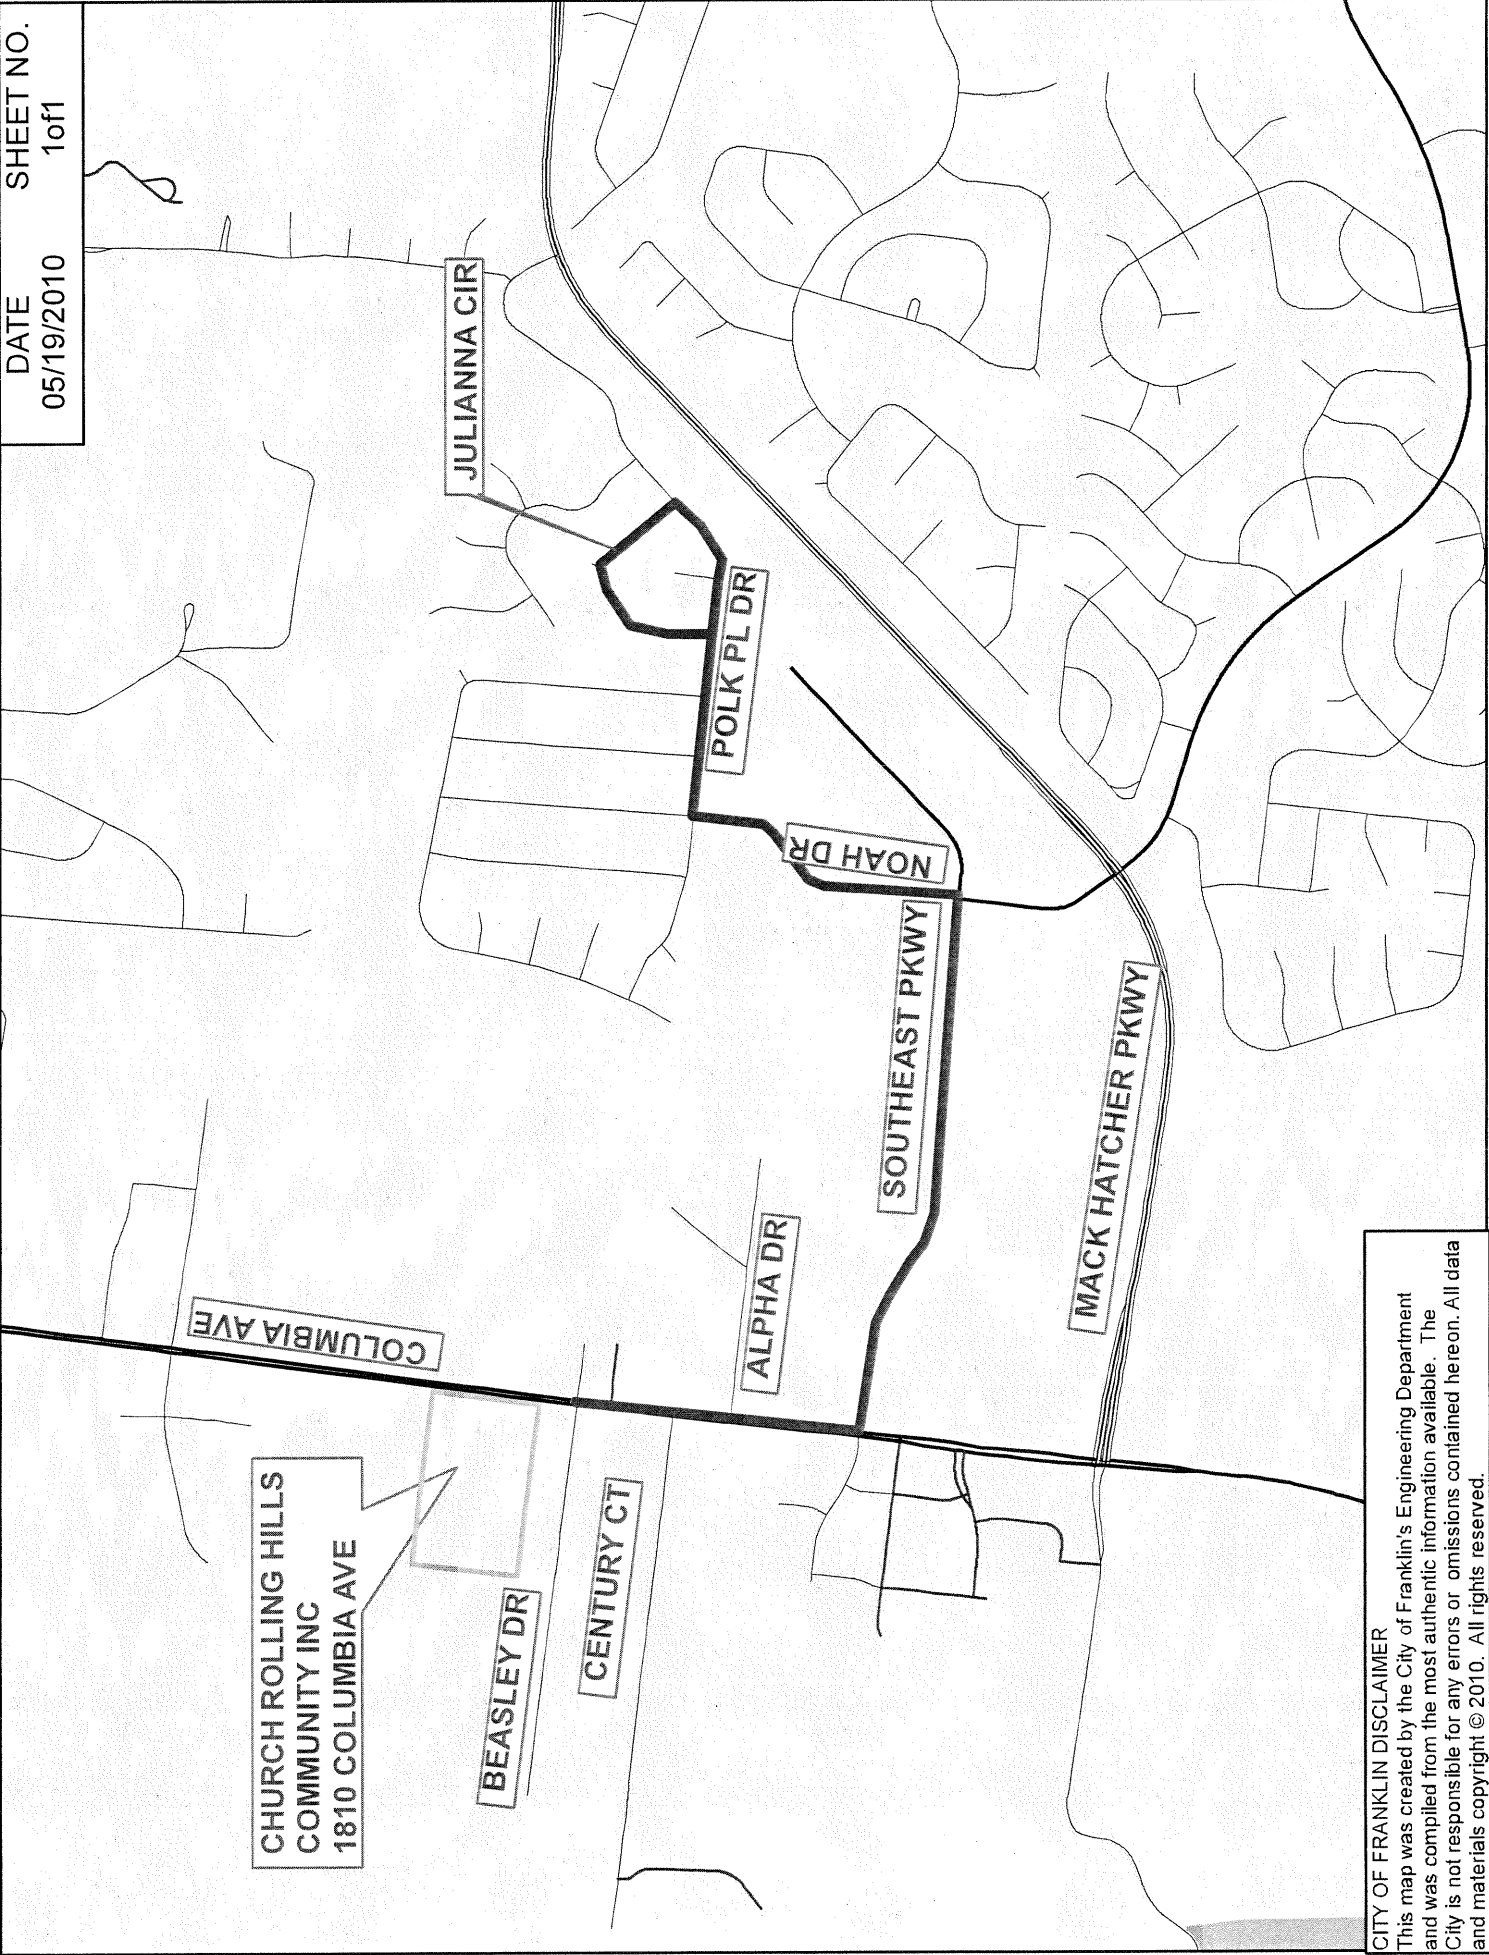 DATE SHEET NO.
05/19/2010 1of1
JULIANNA CIR
POLK PL DR
NOAH DR
SOUTHEAST PKWY
MACK HATCHER PKWY
ALPHA DR
COLUMBIA AVE
CHURCH ROLLING HILLS
COMMUNITY INC
1810 COLUMBIA AVE
BEASLEY DR
CENTURY CT
CITY OF FRANKLIN DISCLAIMER
This map was created by the City of Franklin's Engineering Department
and was compiled from the most authentic information available. The
City is not responsible for any errors or omissions contained hereon. All data
and materials copyright © 2010. All rights reserved.